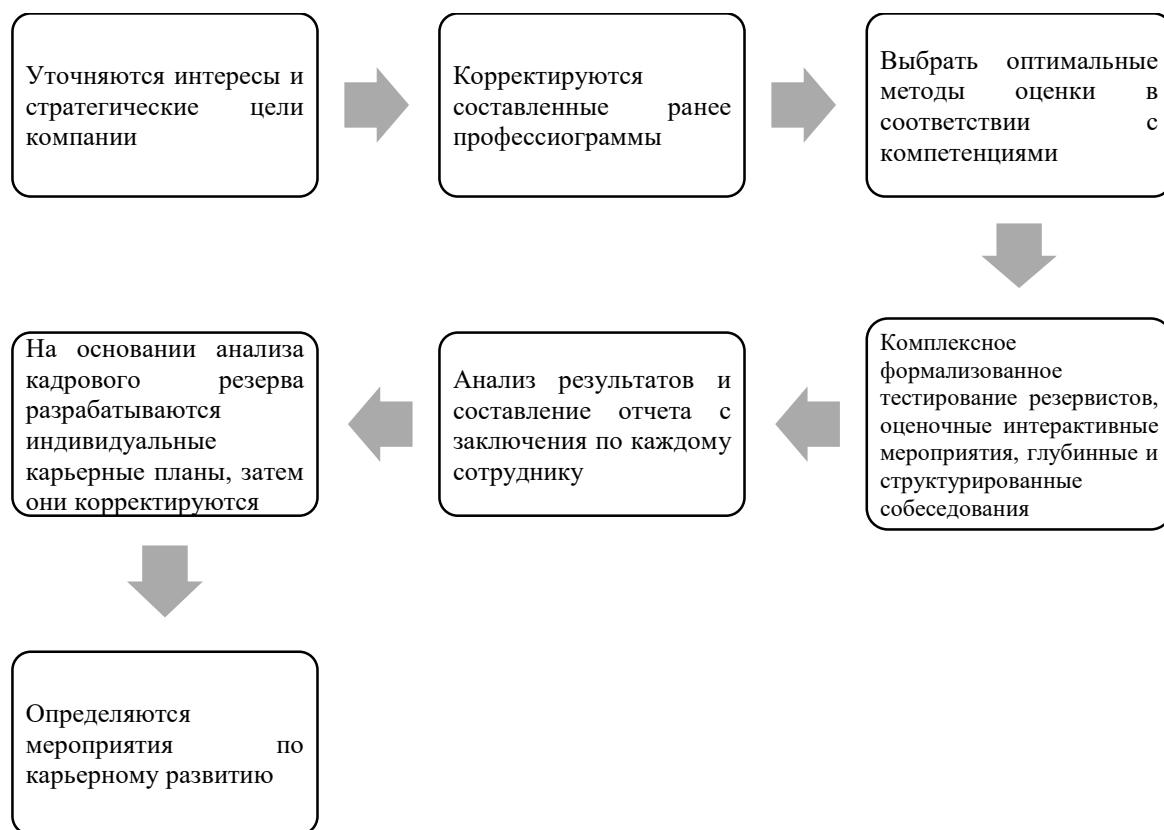 Уточняются интересы и
стратегические цели
компании
Корректируются
составленные ранее
профессиограммы
Выбрать оптимальные
методы оценки в
соответствии с
компетенциями
Комплексное
формализованное
тестирование резервистов,
оценочные интерактивные
мероприятия, глубинные и
структурированные
собеседования
Анализ результатов и
составление отчета с
заключения по каждому
сотруднику
На основании анализа
кадрового резерва
разрабатываются
индивидуальные
карьерные планы, затем
они корректируются
Определяются
мероприятия по
карьерному развитию